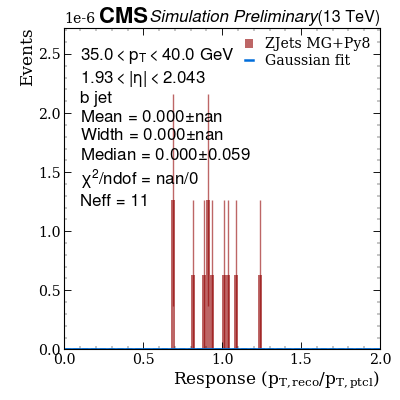 1e-6 CMS Simulation Preliminary (13 TeV)
Events
35.0 < p_T < 40.0 GeV
1.93 < |η| < 2.043
b jet
Mean = 0.000±nan
Width = 0.000±nan
Median = 0.000±0.059
χ²/ndof = nan/0
Neff = 11
ZJets MG+Py8
Gaussian fit
2.5
2.0
1.5
1.0
0.5
0.0
0.0 0.5 1.0 1.5 2.0
Response (p_T,reco/p_T,ptcl)